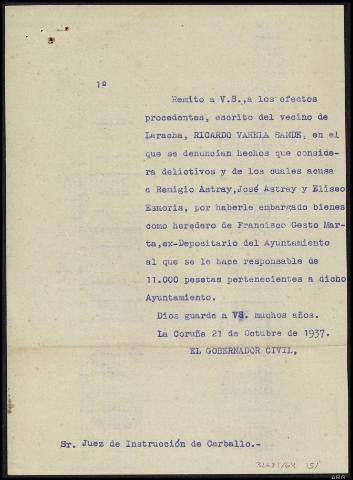 1º
Remito a V.S.,a los efectos
procedentes, escrito del vecino de
Laracha, RICARDO VARELA SANDE, en el
que se denuncian hechos que conside-
ra delictivos y de los cuales acusa
a Remigio Astray,José Astray y Eliseo
Esmoris, por haberle embargado bienes
como heredero de Francisco Gesto Mar-
ta,ex-Depositario del Ayuntamiento
al que se le hace responsable de
11.000 pesetas pertenecientes a dicho
Ayuntamiento.
Dios guarde a VS. muchos años.
La Coruña 21 de Octubre de 1937.
EL GOBERNADOR CIVIL,
Sr. Juez de Instrucción de Carballo.-
(5)
ARG